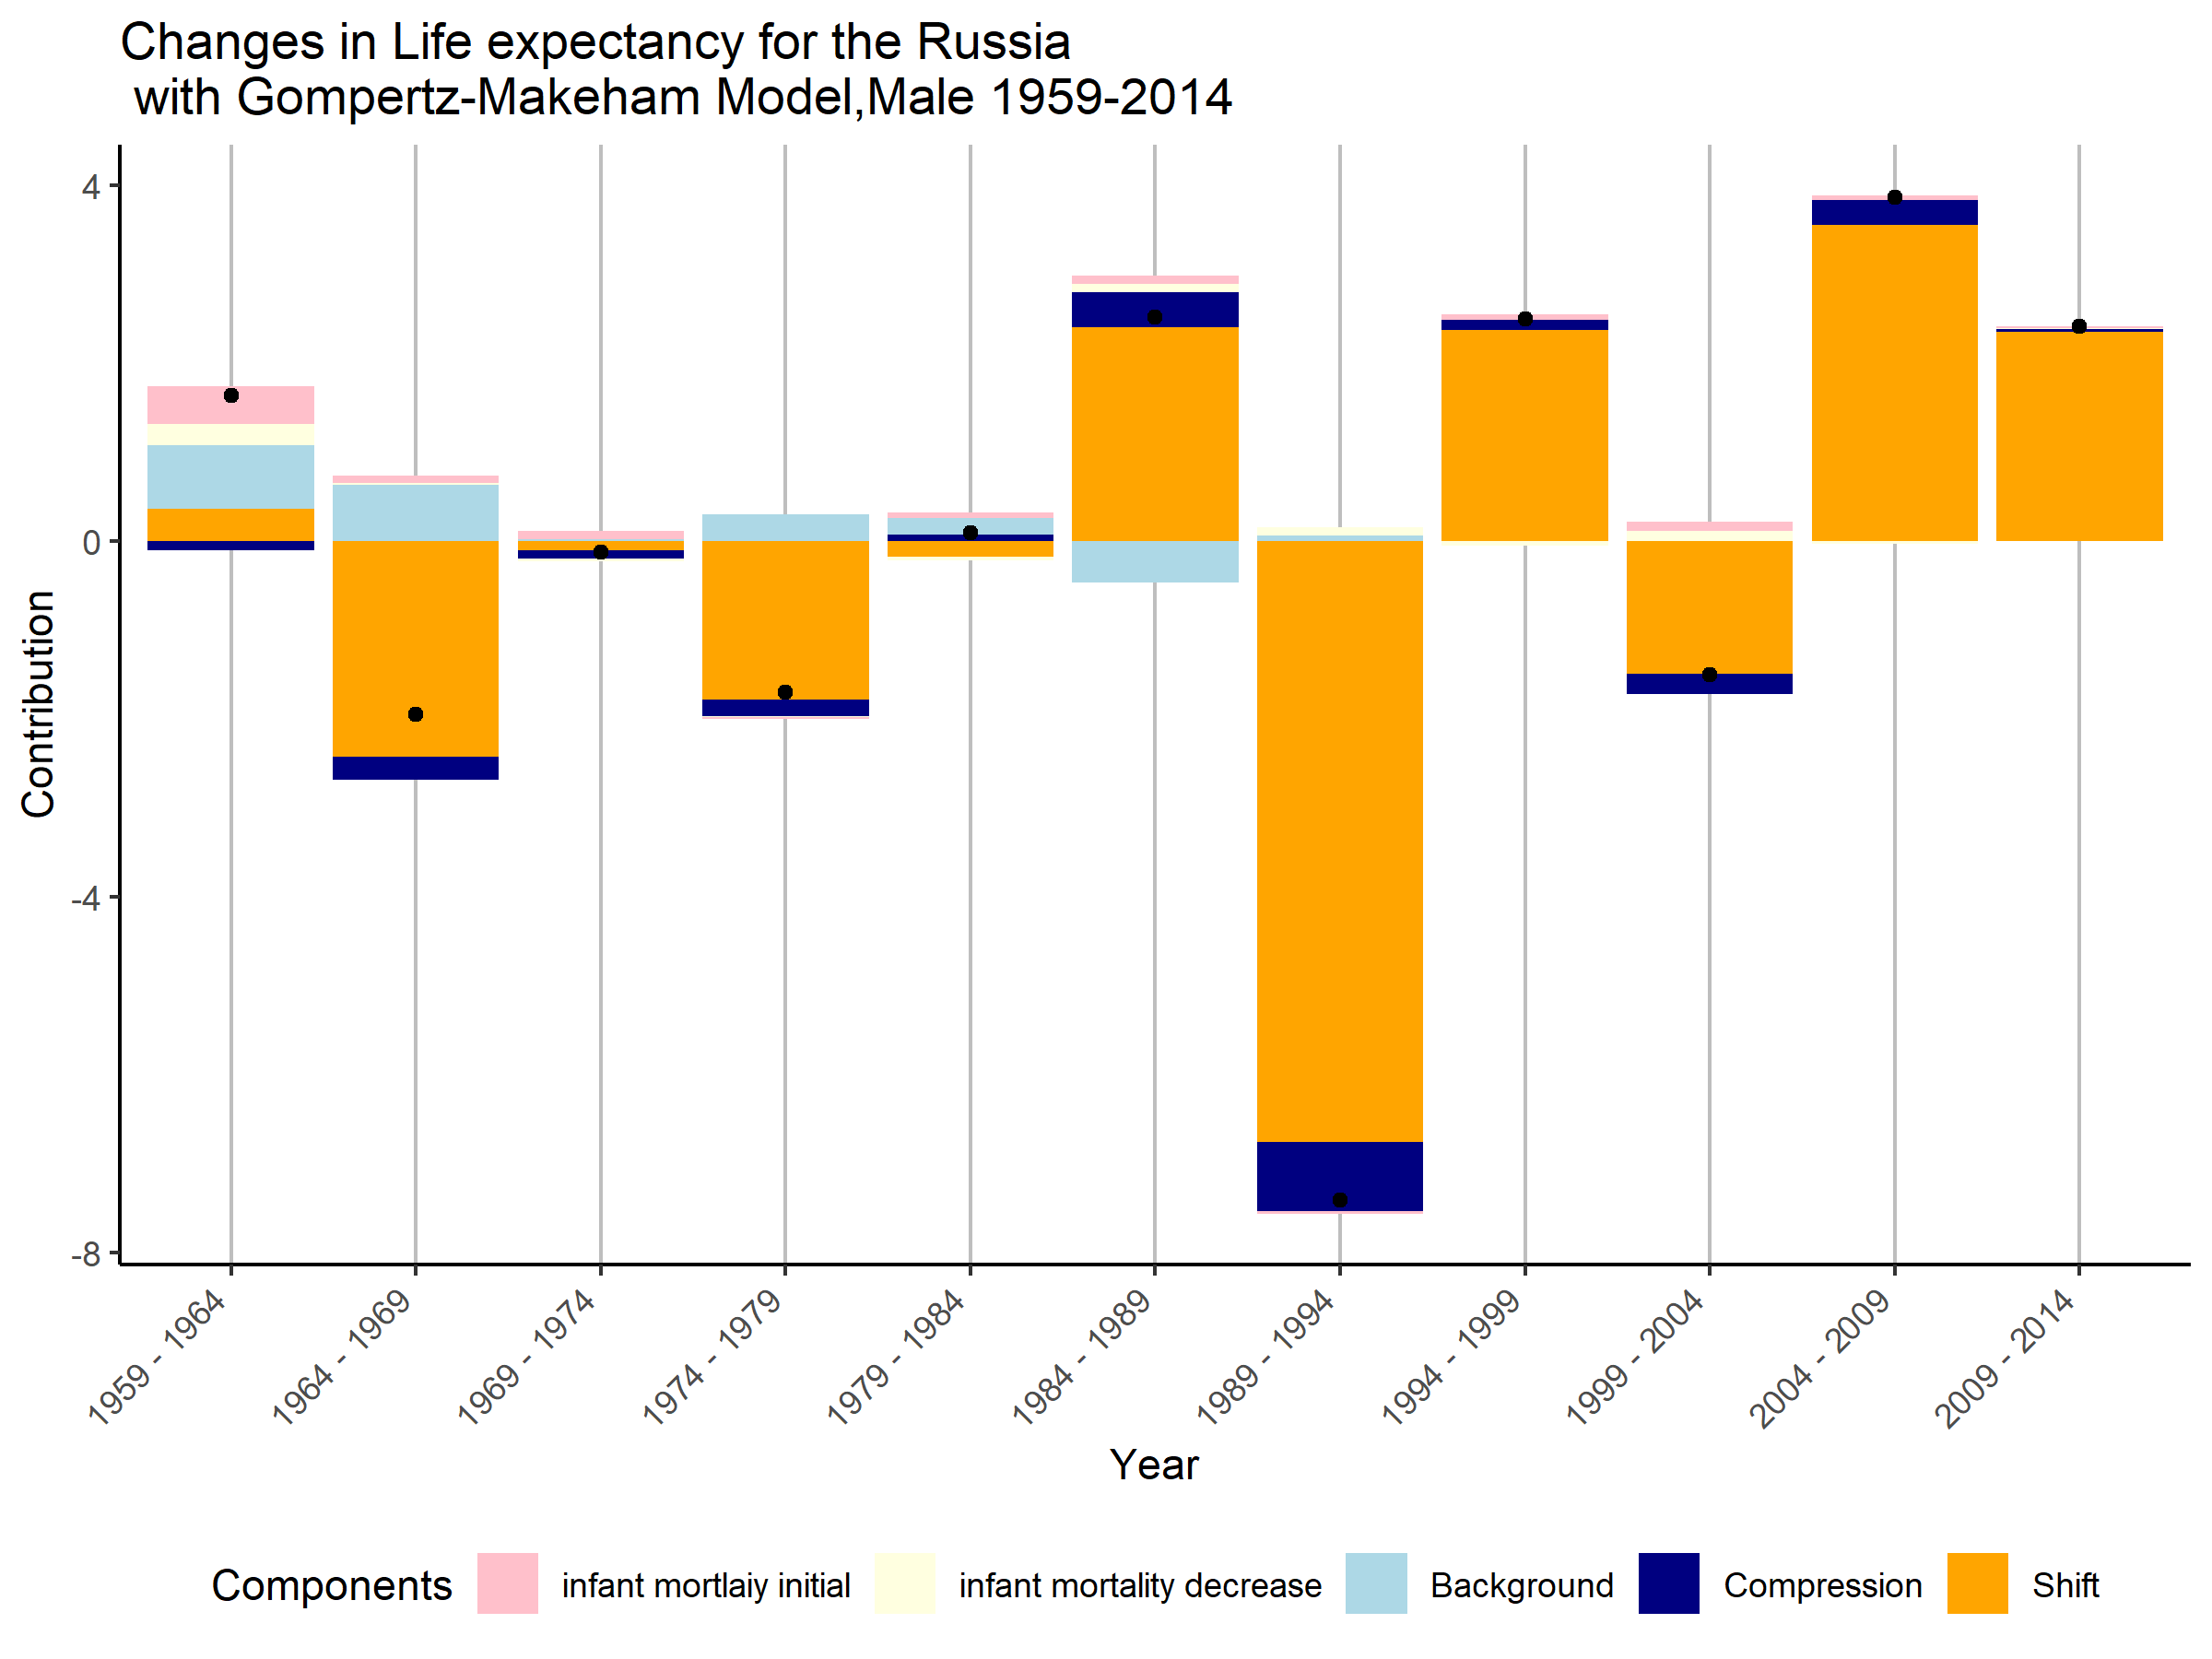 Changes in Life expectancy for the Russia
with Gompertz-Makeham Model,Male 1959-2014
Contribution
4
0
-4
-8
1959 - 1964
1964 - 1969
1969 - 1974
1974 - 1979
1979 - 1984
1984 - 1989
1989 - 1994
1994 - 1999
1999 - 2004
2004 - 2009
2009 - 2014
Year
Components infant mortlaiy initial infant mortality decrease Background Compression Shift